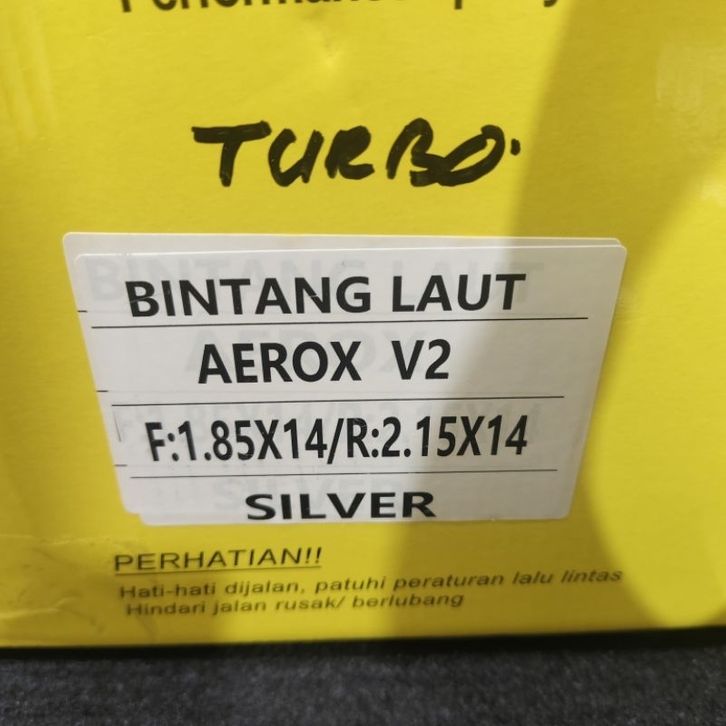 TURBO.
BINTANG LAUT
AEROX V2
F:1.85X14/R:2.15X14
SILVER
PERHATIAN!!
Hati-hati dijalan, patuhi peraturan lalu lintas
Hindari jalan rusak/ berlubang